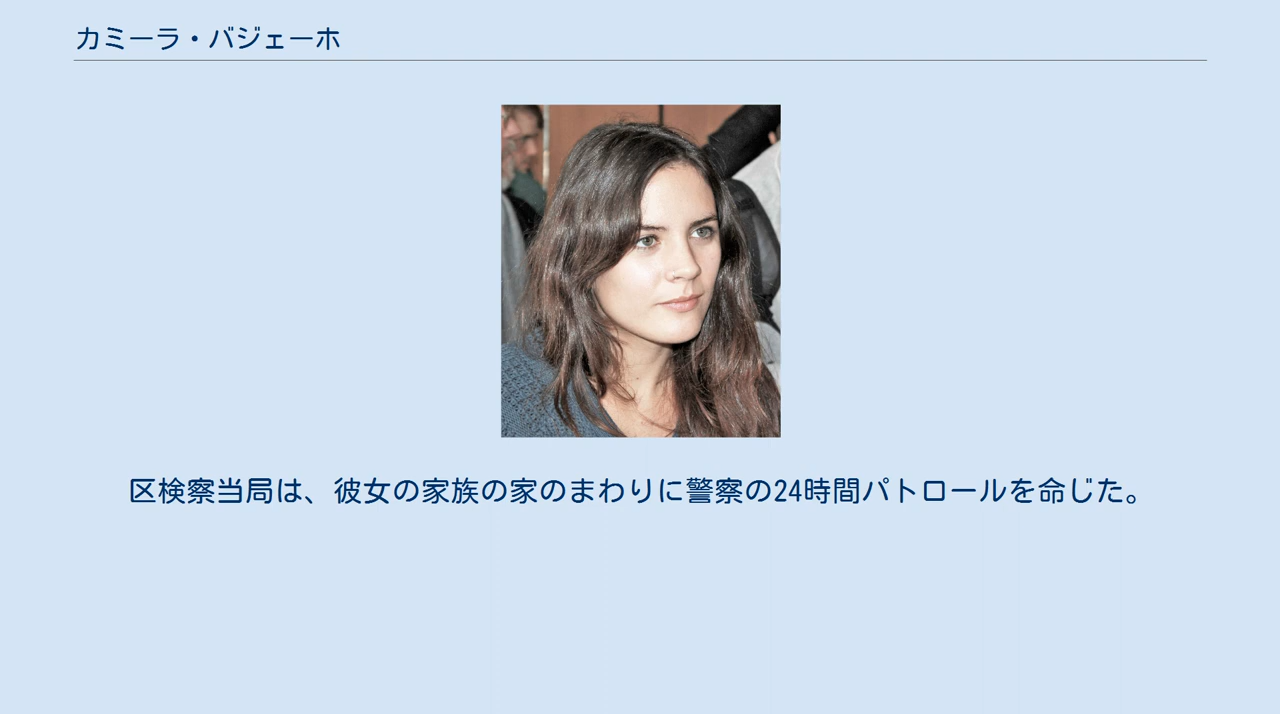 カミーラ・バジェーホ
区検察当局は、彼女の家族の家のまわりに警察の24時間パトロールを命じた。